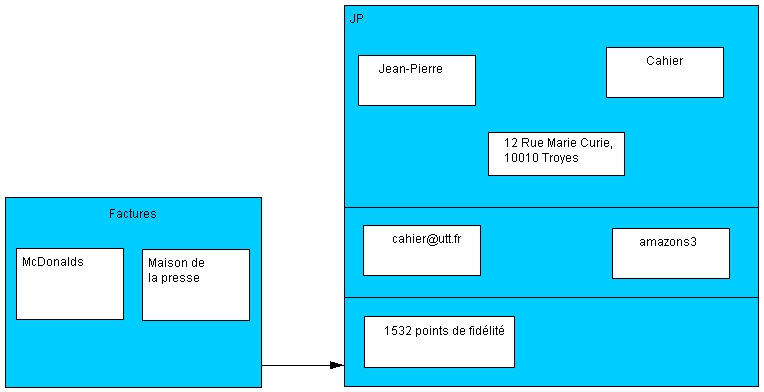 JP
Jean-Pierre
Cahier
12 Rue Marie Curie,
10010 Troyes
Factures
McDonalds
Maison de
la presse
cahier@utt.fr
amazons3
1532 points de fidélité